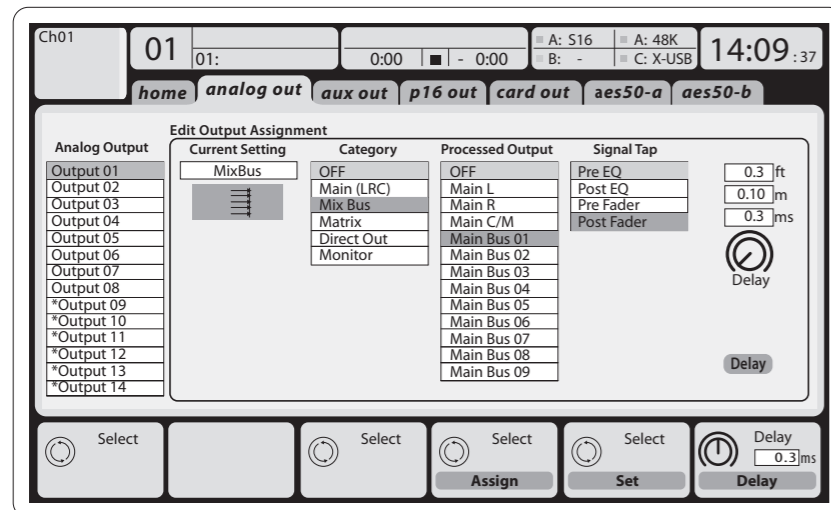 Ch01
01
01:
0:00 - 0:00
A: S16
B: -
A: 48K
C: X-USB
14:09 :37
home
analog out
aux out
p16 out
card out
aes50-a
aes50-b
Edit Output Assignment
Analog Output
Output 01
Output 02
Output 03
Output 04
Output 05
Output 06
Output 07
Output 08
*Output 09
*Output 10
*Output 11
*Output 12
*Output 13
*Output 14
Current Setting
MixBus
Category
OFF
Main (LRC)
Mix Bus
Matrix
Direct Out
Monitor
Processed Output
OFF
Main L
Main R
Main C/M
Main Bus 01
Main Bus 02
Main Bus 03
Main Bus 04
Main Bus 05
Main Bus 06
Main Bus 07
Main Bus 08
Main Bus 09
Signal Tap
Pre EQ
Post EQ
Pre Fader
Post Fader
0.3 ft
0.10 m
0.3 ms
Delay
Delay
Select
Select
Select
Assign
Select
Set
Delay
0.3 ms
Delay